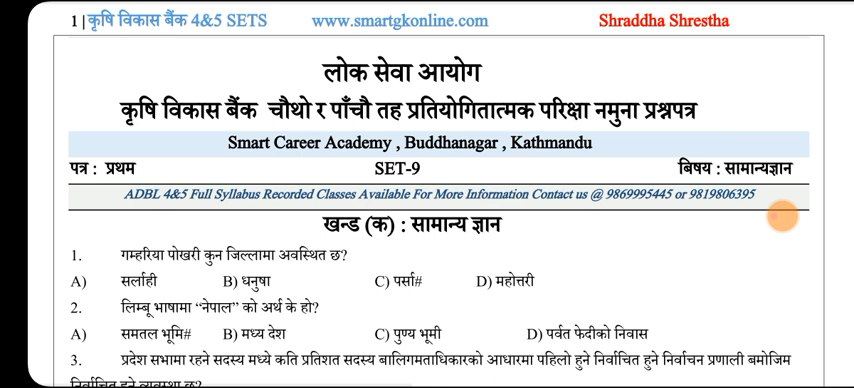 1 | कृषि विकास बैंक 4&5 SETS www.smartgkonline.com Shraddha Shrestha
लोक सेवा आयोग
कृषि विकास बैंक चौथो र पाँचौ तह प्रतियोगितात्मक परिक्षा नमुना प्रश्नपत्र
Smart Career Academy , Buddhanagar , Kathmandu
पत्र : प्रथम SET-9 बिषय : सामान्यज्ञान
ADBL 4&5 Full Syllabus Recorded Classes Available For More Information Contact us @ 9869995445 or 9819806395
खन्ड (क) : सामान्य ज्ञान
1. गम्हरिया पोखरी कुन जिल्लामा अवस्थित छ?
A) सर्लाही B) धनुषा C) पर्सा# D) महोत्तरी
2. लिम्बू भाषामा “नेपाल” को अर्थ के हो?
A) समतल भूमि# B) मध्य देश C) पुण्य भूमी D) पर्वत फेदीको निवास
3. प्रदेश सभामा रहने सदस्य मध्ये कति प्रतिशत सदस्य बालिगमताधिकारको आधारमा पहिलो हुने निर्वाचित हुने निर्वाचन प्रणाली बमोजिम
निर्वाचित हुने व्यवस्था छ?